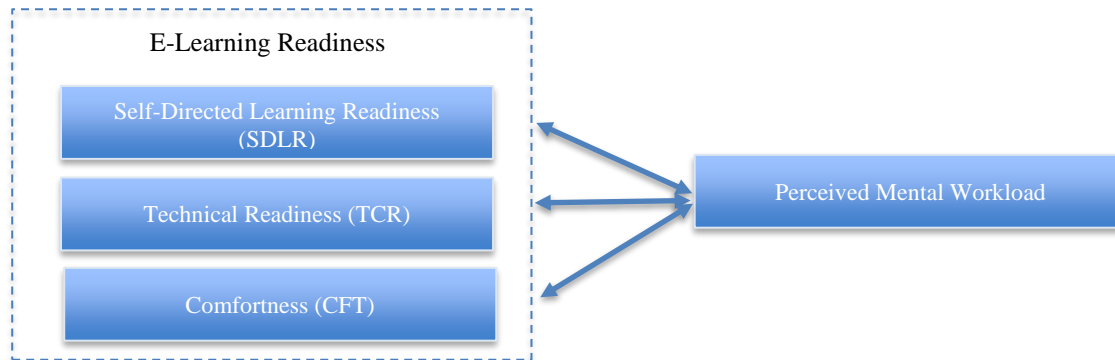 E-Learning Readiness
Self-Directed Learning Readiness
(SDLR)
Technical Readiness (TCR)
Comfortness (CFT)
Perceived Mental Workload